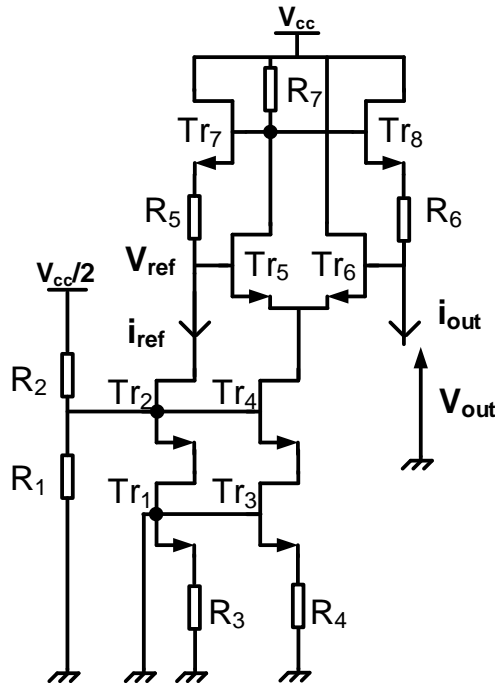 Vcc
R7
Tr7
Tr8
R5
R6
Vref
Tr5
Tr6
Vcc/2
iref
iout
R2
Tr2
Tr4
Vout
R1
Tr1
Tr3
R3
R4